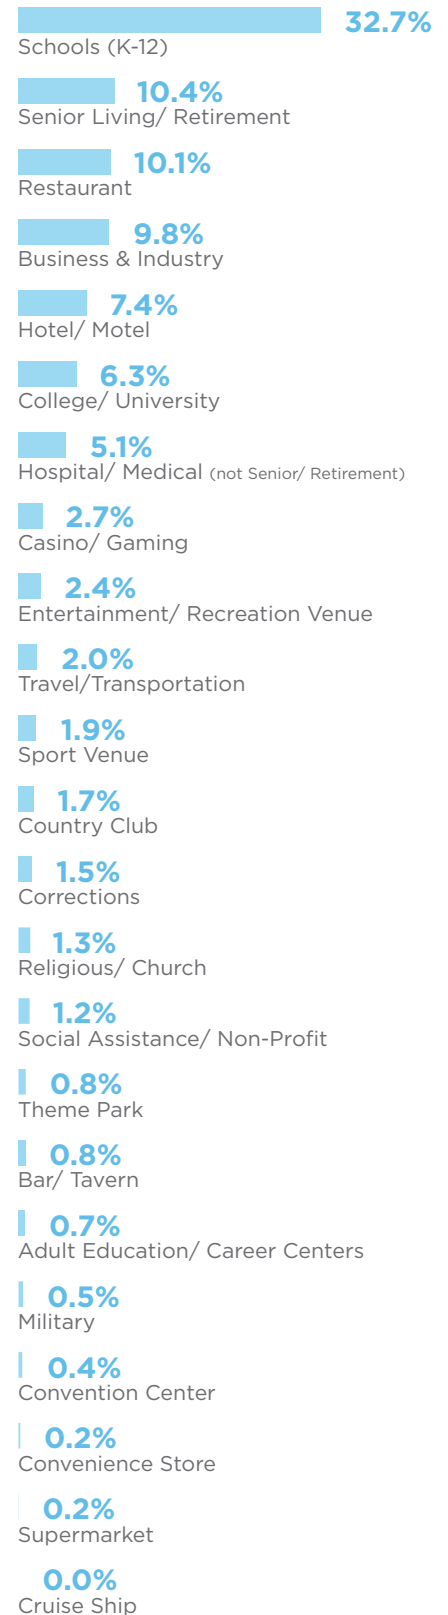 32.7%
Schools (K-12)
10.4%
Senior Living/ Retirement
10.1%
Restaurant
9.8%
Business & Industry
7.4%
Hotel/ Motel
6.3%
College/ University
5.1%
Hospital/ Medical (not Senior/ Retirement)
2.7%
Casino/ Gaming
2.4%
Entertainment/ Recreation Venue
2.0%
Travel/Transportation
1.9%
Sport Venue
1.7%
Country Club
1.5%
Corrections
1.3%
Religious/ Church
1.2%
Social Assistance/ Non-Profit
0.8%
Theme Park
0.8%
Bar/ Tavern
0.7%
Adult Education/ Career Centers
0.5%
Military
0.4%
Convention Center
0.2%
Convenience Store
0.2%
Supermarket
0.0%
Cruise Ship